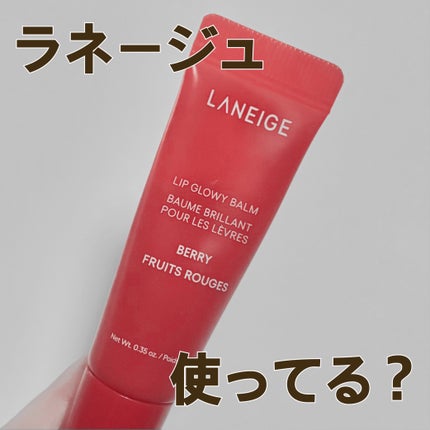 ラネージュ
LANEIGE
LIP GLOWY BALM
BAUME BRILLANT
POUR LES LÈVRES
BERRY
FRUITS ROUGES
Net Wt. 0.35 oz. / Poid
使ってる？